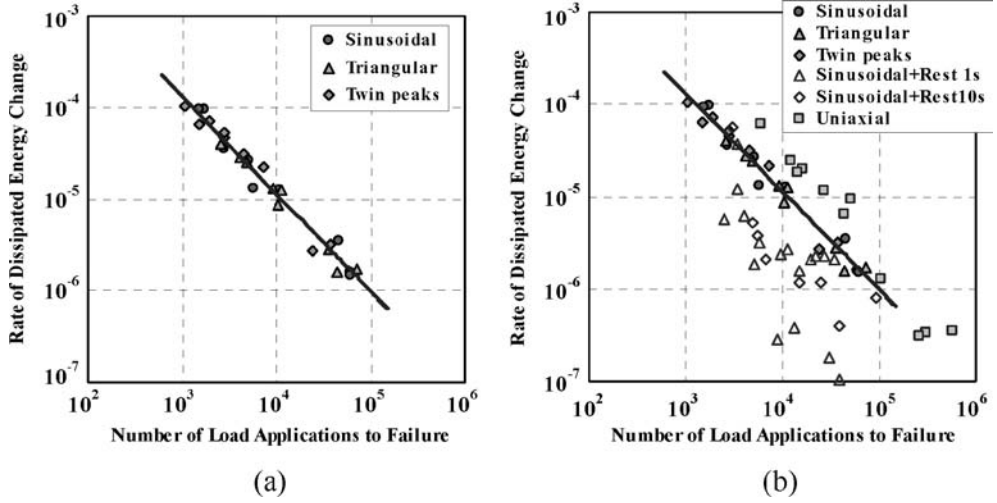 10^-3
10^-4
10^-5
10^-6
10^-7
Rate of Dissipated Energy Change
Sinusoidal
Triangular
Twin peaks
10^2 10^3 10^4 10^5 10^6
Number of Load Applications to Failure
(a)
10^-3
10^-4
10^-5
10^-6
10^-7
Rate of Dissipated Energy Change
Sinusoidal
Triangular
Twin peaks
Sinusoidal+Rest 1s
Sinusoidal+Rest10s
Uniaxial
10^2 10^3 10^4 10^5 10^6
Number of Load Applications to Failure
(b)